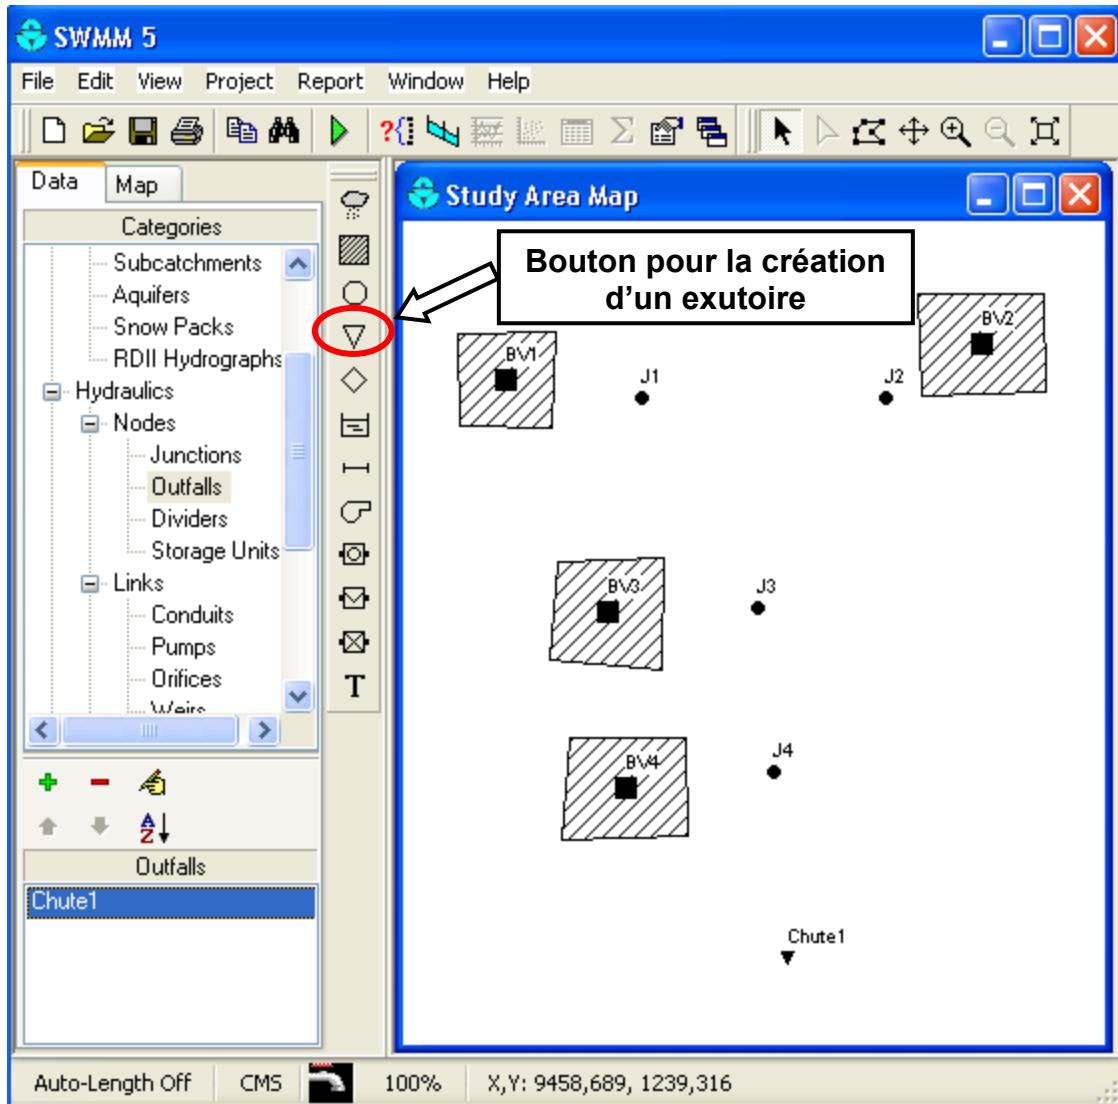 SWMM 5
File Edit View Project Report Window Help
Data Map
Categories
Subcatchments
Aquifers
Snow Packs
RDII Hydrographs
Hydraulics
Nodes
Junctions
Outfalls
Dividers
Storage Units
Links
Conduits
Pumps
Orifices
Weirs
Outfalls
Chute1
T
Study Area Map
Bouton pour la création
d’un exutoire
BV1
J1
J2
BV2
BV3
J3
BV4
J4
Chute1
Auto-Length Off CMS 100% X,Y: 9458,689, 1239,316